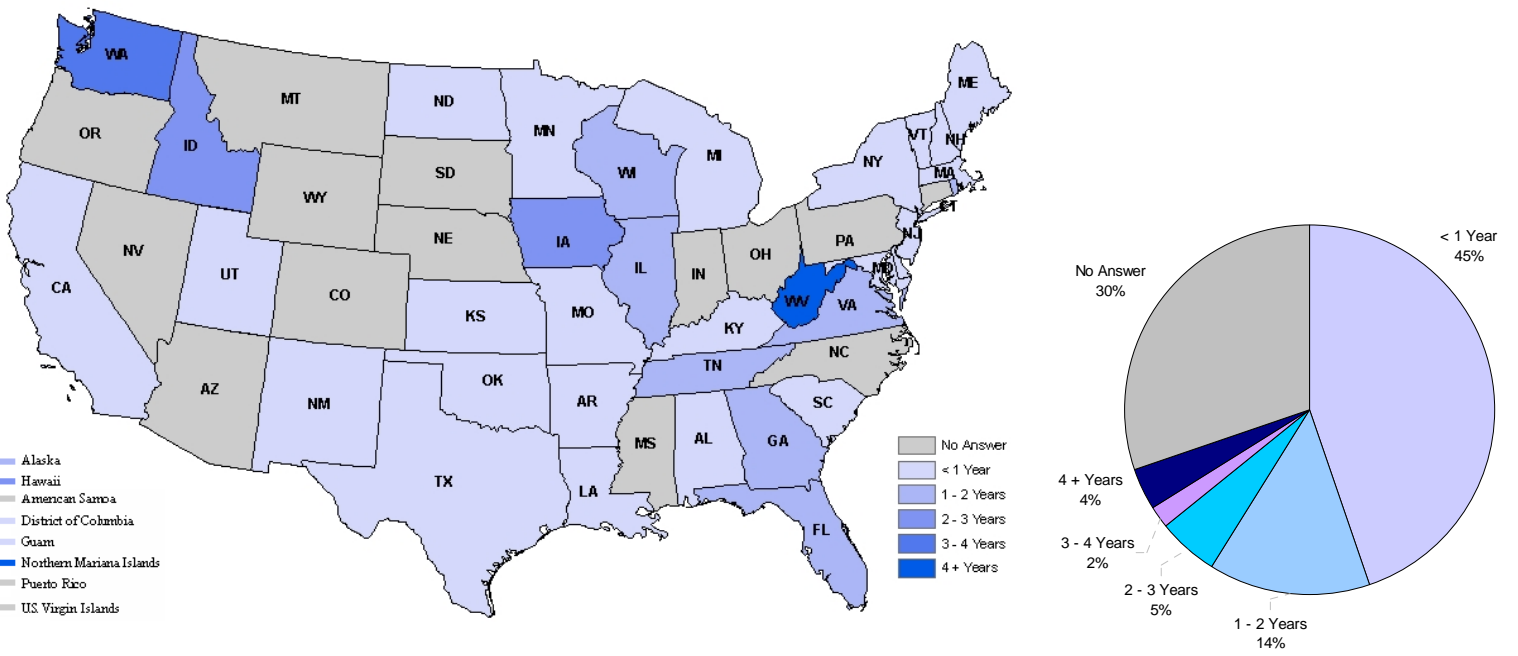 WA
MT
ND
MN
ME
OR
ID
SD
WI
MI
NY
VT
NH
MA
CT
WY
NV
UT
CO
NE
IA
IL
IN
OH
PA
NJ
MD
CA
KS
MO
KY
WV
VA
AZ
NM
OK
AR
TN
NC
SC
MS
AL
GA
TX
LA
FL
Alaska
Hawaii
American Samoa
District of Columbia
Guam
Northern Mariana Islands
Puerto Rico
U.S. Virgin Islands
No Answer
< 1 Year
1 - 2 Years
2 - 3 Years
3 - 4 Years
4 + Years
< 1 Year
45%
No Answer
30%
4 + Years
4%
3 - 4 Years
2%
2 - 3 Years
5%
1 - 2 Years
14%